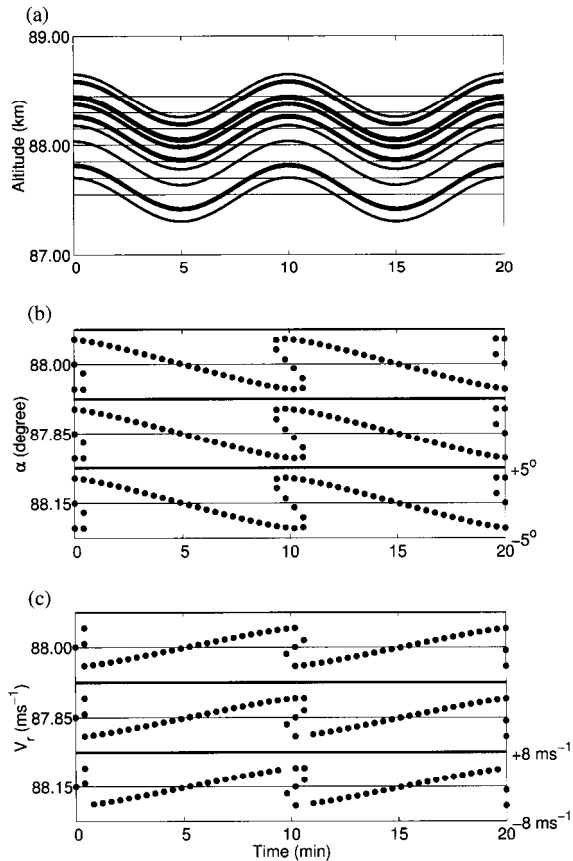 (a)
89.00
Altitude (km)
88.00
87.00
0 5 10 15 20
(b)
88.00
α (degree)
87.85
+5°
88.15
−5°
0 5 10 15 20
(c)
88.00
V_r (ms⁻¹)
87.85
+8 ms⁻¹
88.15
−8 ms⁻¹
0 5 10 15 20
Time (min)